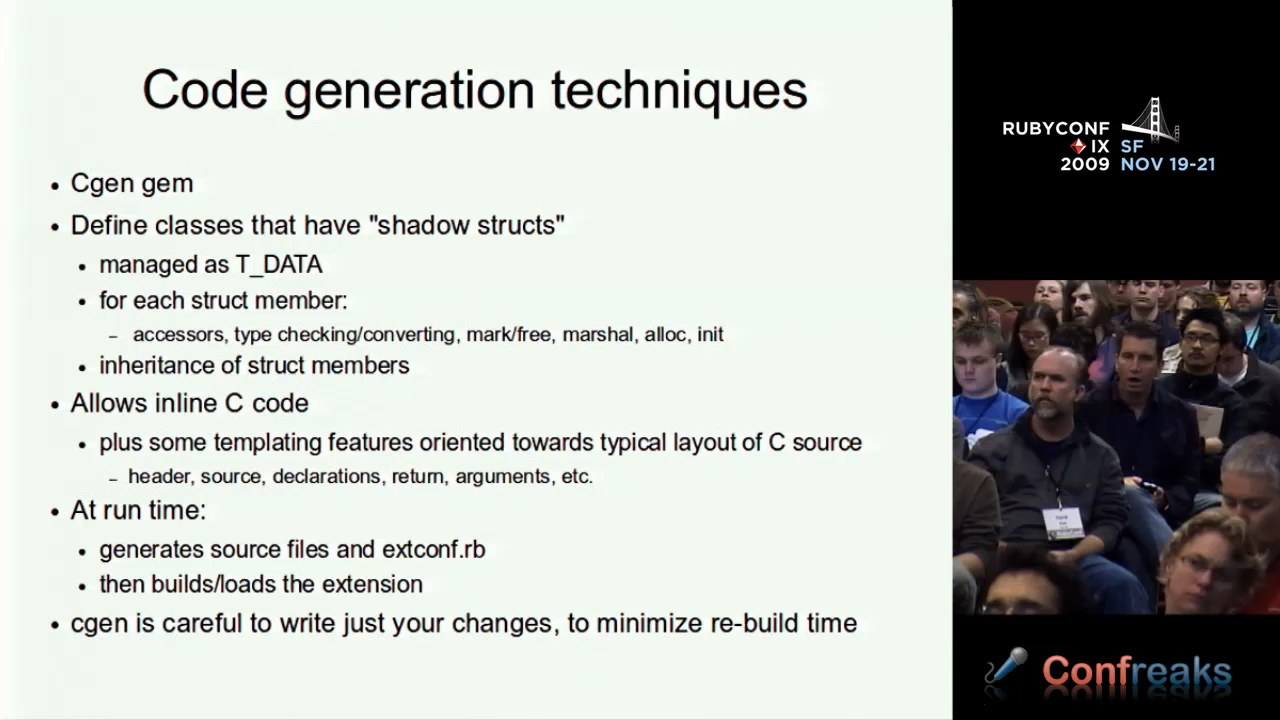 Code generation techniques
• Cgen gem
• Define classes that have "shadow structs"
• managed as T_DATA
• for each struct member:
– accessors, type checking/converting, mark/free, marshal, alloc, init
• inheritance of struct members
• Allows inline C code
• plus some templating features oriented towards typical layout of C source
– header, source, declarations, return, arguments, etc.
• At run time:
• generates source files and extconf.rb
• then builds/loads the extension
• cgen is careful to write just your changes, to minimize re-build time
RUBYCONF
IX SF
2009 NOV 19-21
Confreaks